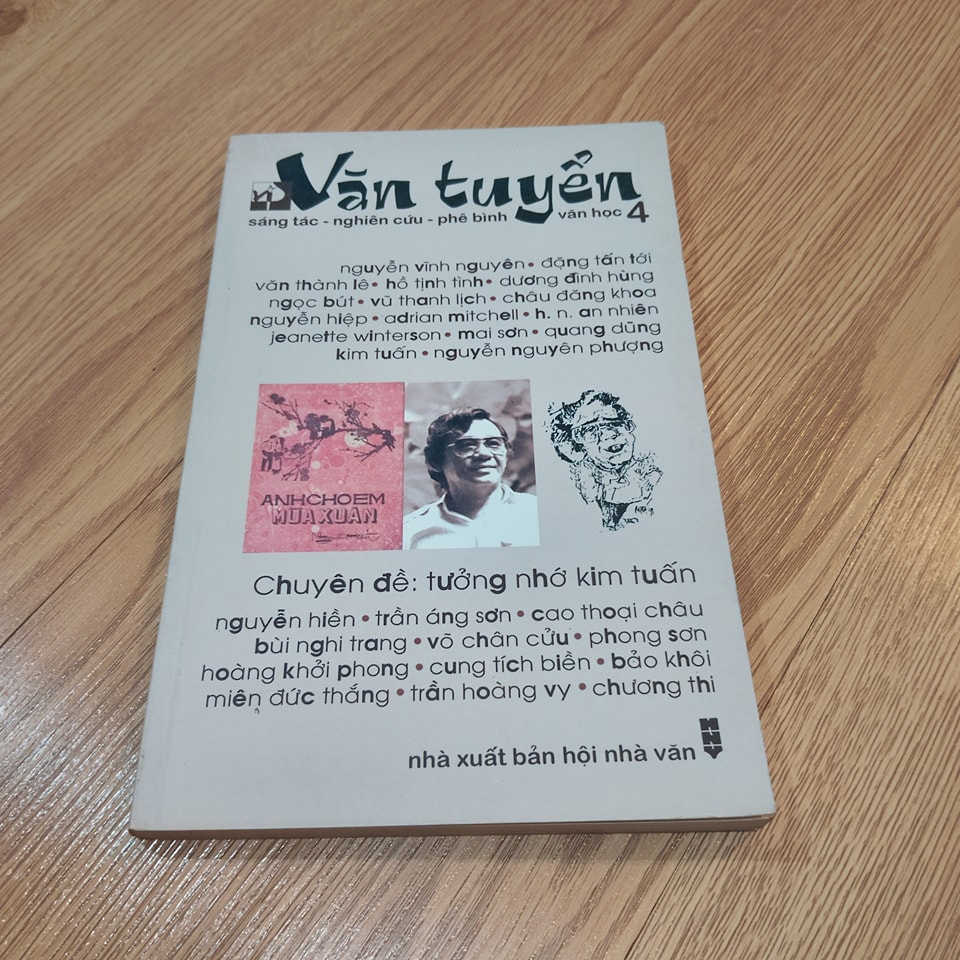 Văn tuyển
sáng tác - nghiên cứu - phê bình văn học 4
nguyễn vĩnh nguyên • đặng tấn tới
văn thành lê • hồ tịnh tình • dương đình hùng
ngọc bút • vũ thanh lịch • châu đăng khoa
nguyễn hiệp • adrian mitchell • h. n. an nhiên
jeanette winterson • mai sơn • quang dũng
kim tuấn • nguyễn nguyên phượng
ANH CHO EM
MÙA XUÂN
Chuyên đề: tưởng nhớ kim tuấn
nguyễn hiền • trần áng sơn • cao thoại châu
bùi nghi trang • võ chân cửu • phong sơn
hoàng khởi phong • cung tích biền • bảo khôi
miên đức thắng • trần hoàng vy • chương thi
nhà xuất bản hội nhà văn
HNV